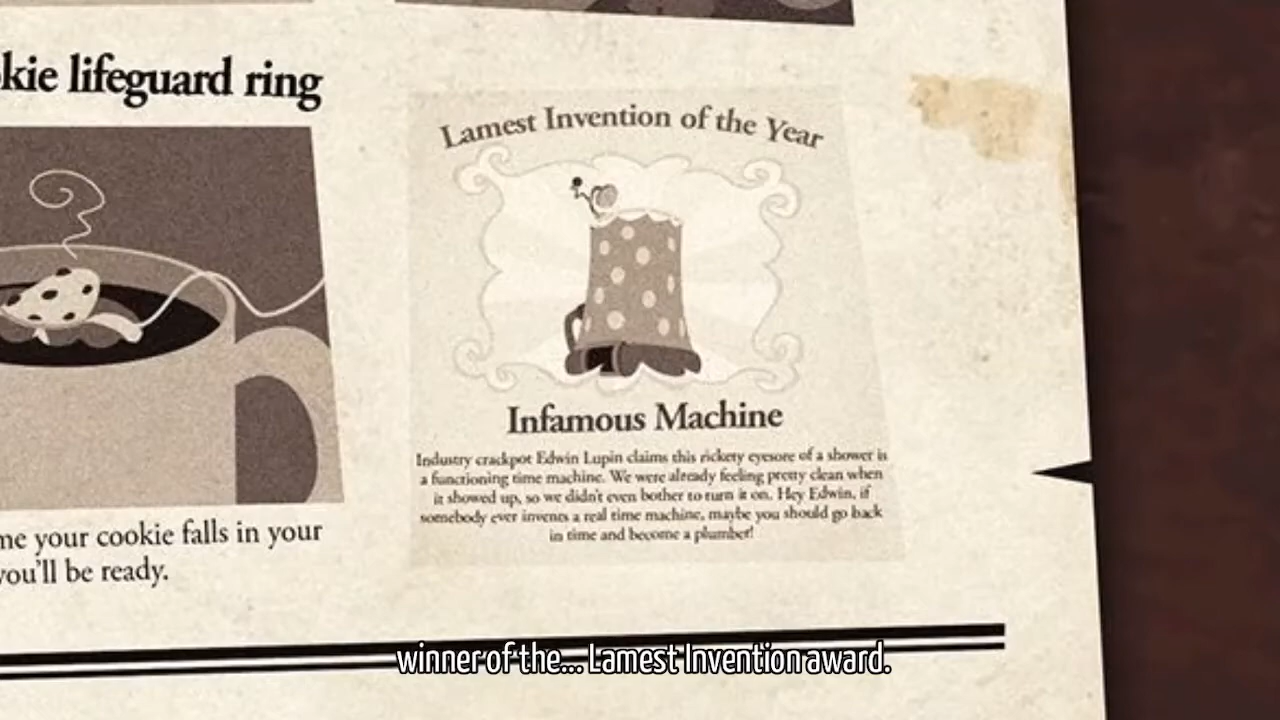 kie lifeguard ring
me your cookie falls in your
you'll be ready.
Lamest Invention of the Year
Infamous Machine
Industry crackpot Edwin Lupin claims this rickety eyesore of a shower is
a functioning time machine. We were already feeling pretty clean when
it showed up, so we didn't even bother to turn it on. Hey Edwin, if
somebody ever invents a real time machine, maybe you should go back
in time and become a plumber!
winner of the... Lamest Invention award.